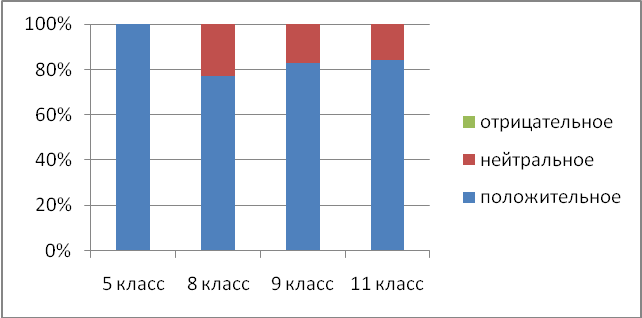 100%
80%
60%
40%
20%
0%
5 класс
8 класс
9 класс
11 класс
отрицательное
нейтральное
положительное